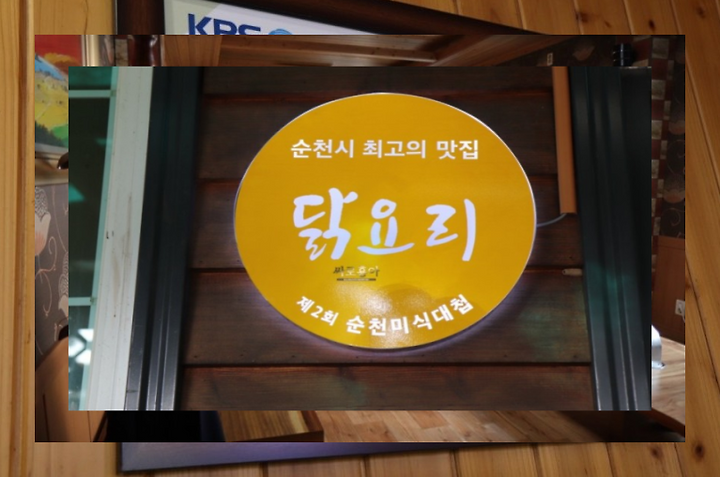 KBS
순천시 최고의 맛집
닭요리
제2회 순천미식대첩